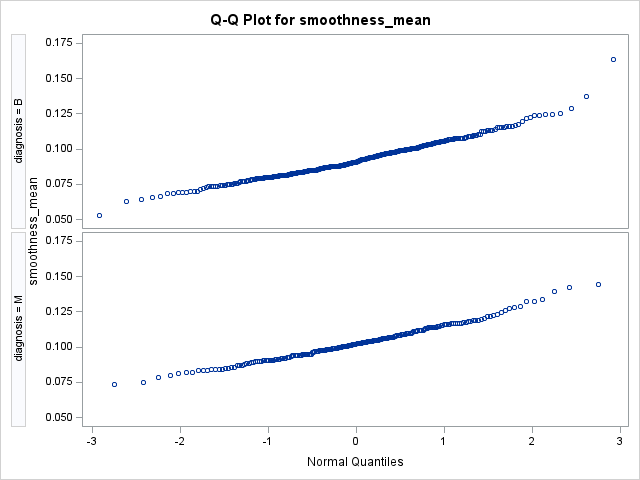 Q-Q Plot for smoothness_mean
smoothness_mean
diagnosis = B
0.175
0.150
0.125
0.100
0.075
0.050
diagnosis = M
0.175
0.150
0.125
0.100
0.075
0.050
-3 -2 -1 0 1 2 3
Normal Quantiles